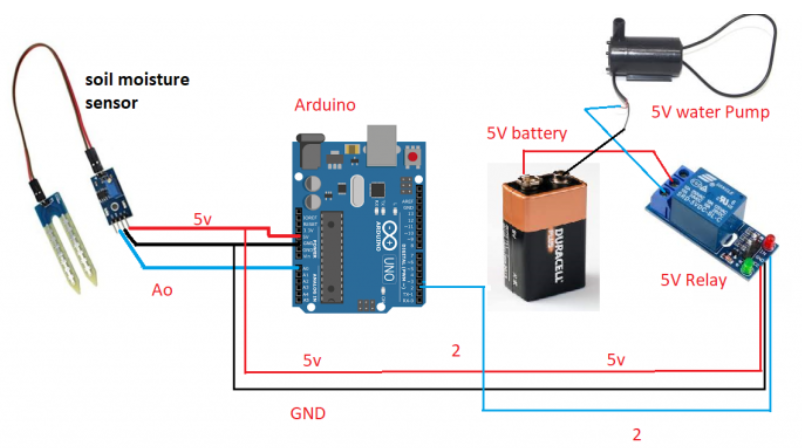 soil moisture
sensor
Arduino
5V water Pump
5V battery
5v
ARDUINO
UNO
DURACELL
Ao
5V Relay
2
5v
5v
GND
2